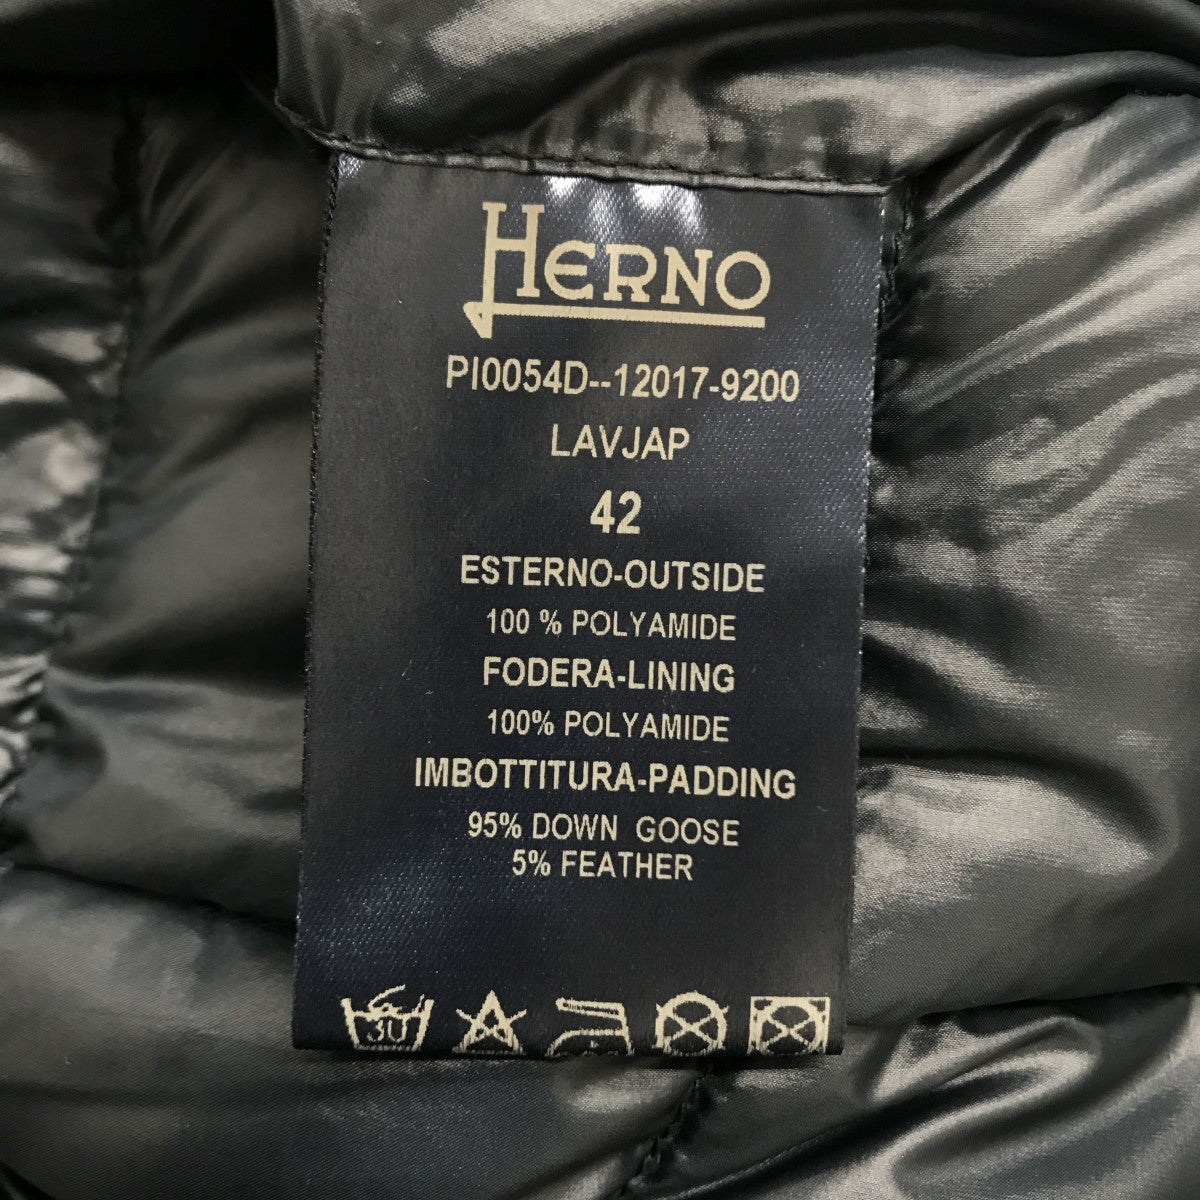 HERNO
PI0054D--12017-9200
LAVJAP
42
ESTERNO-OUTSIDE
100 % POLYAMIDE
FODERA-LINING
100% POLYAMIDE
IMBOTTITURA-PADDING
95% DOWN GOOSE
5% FEATHER
30